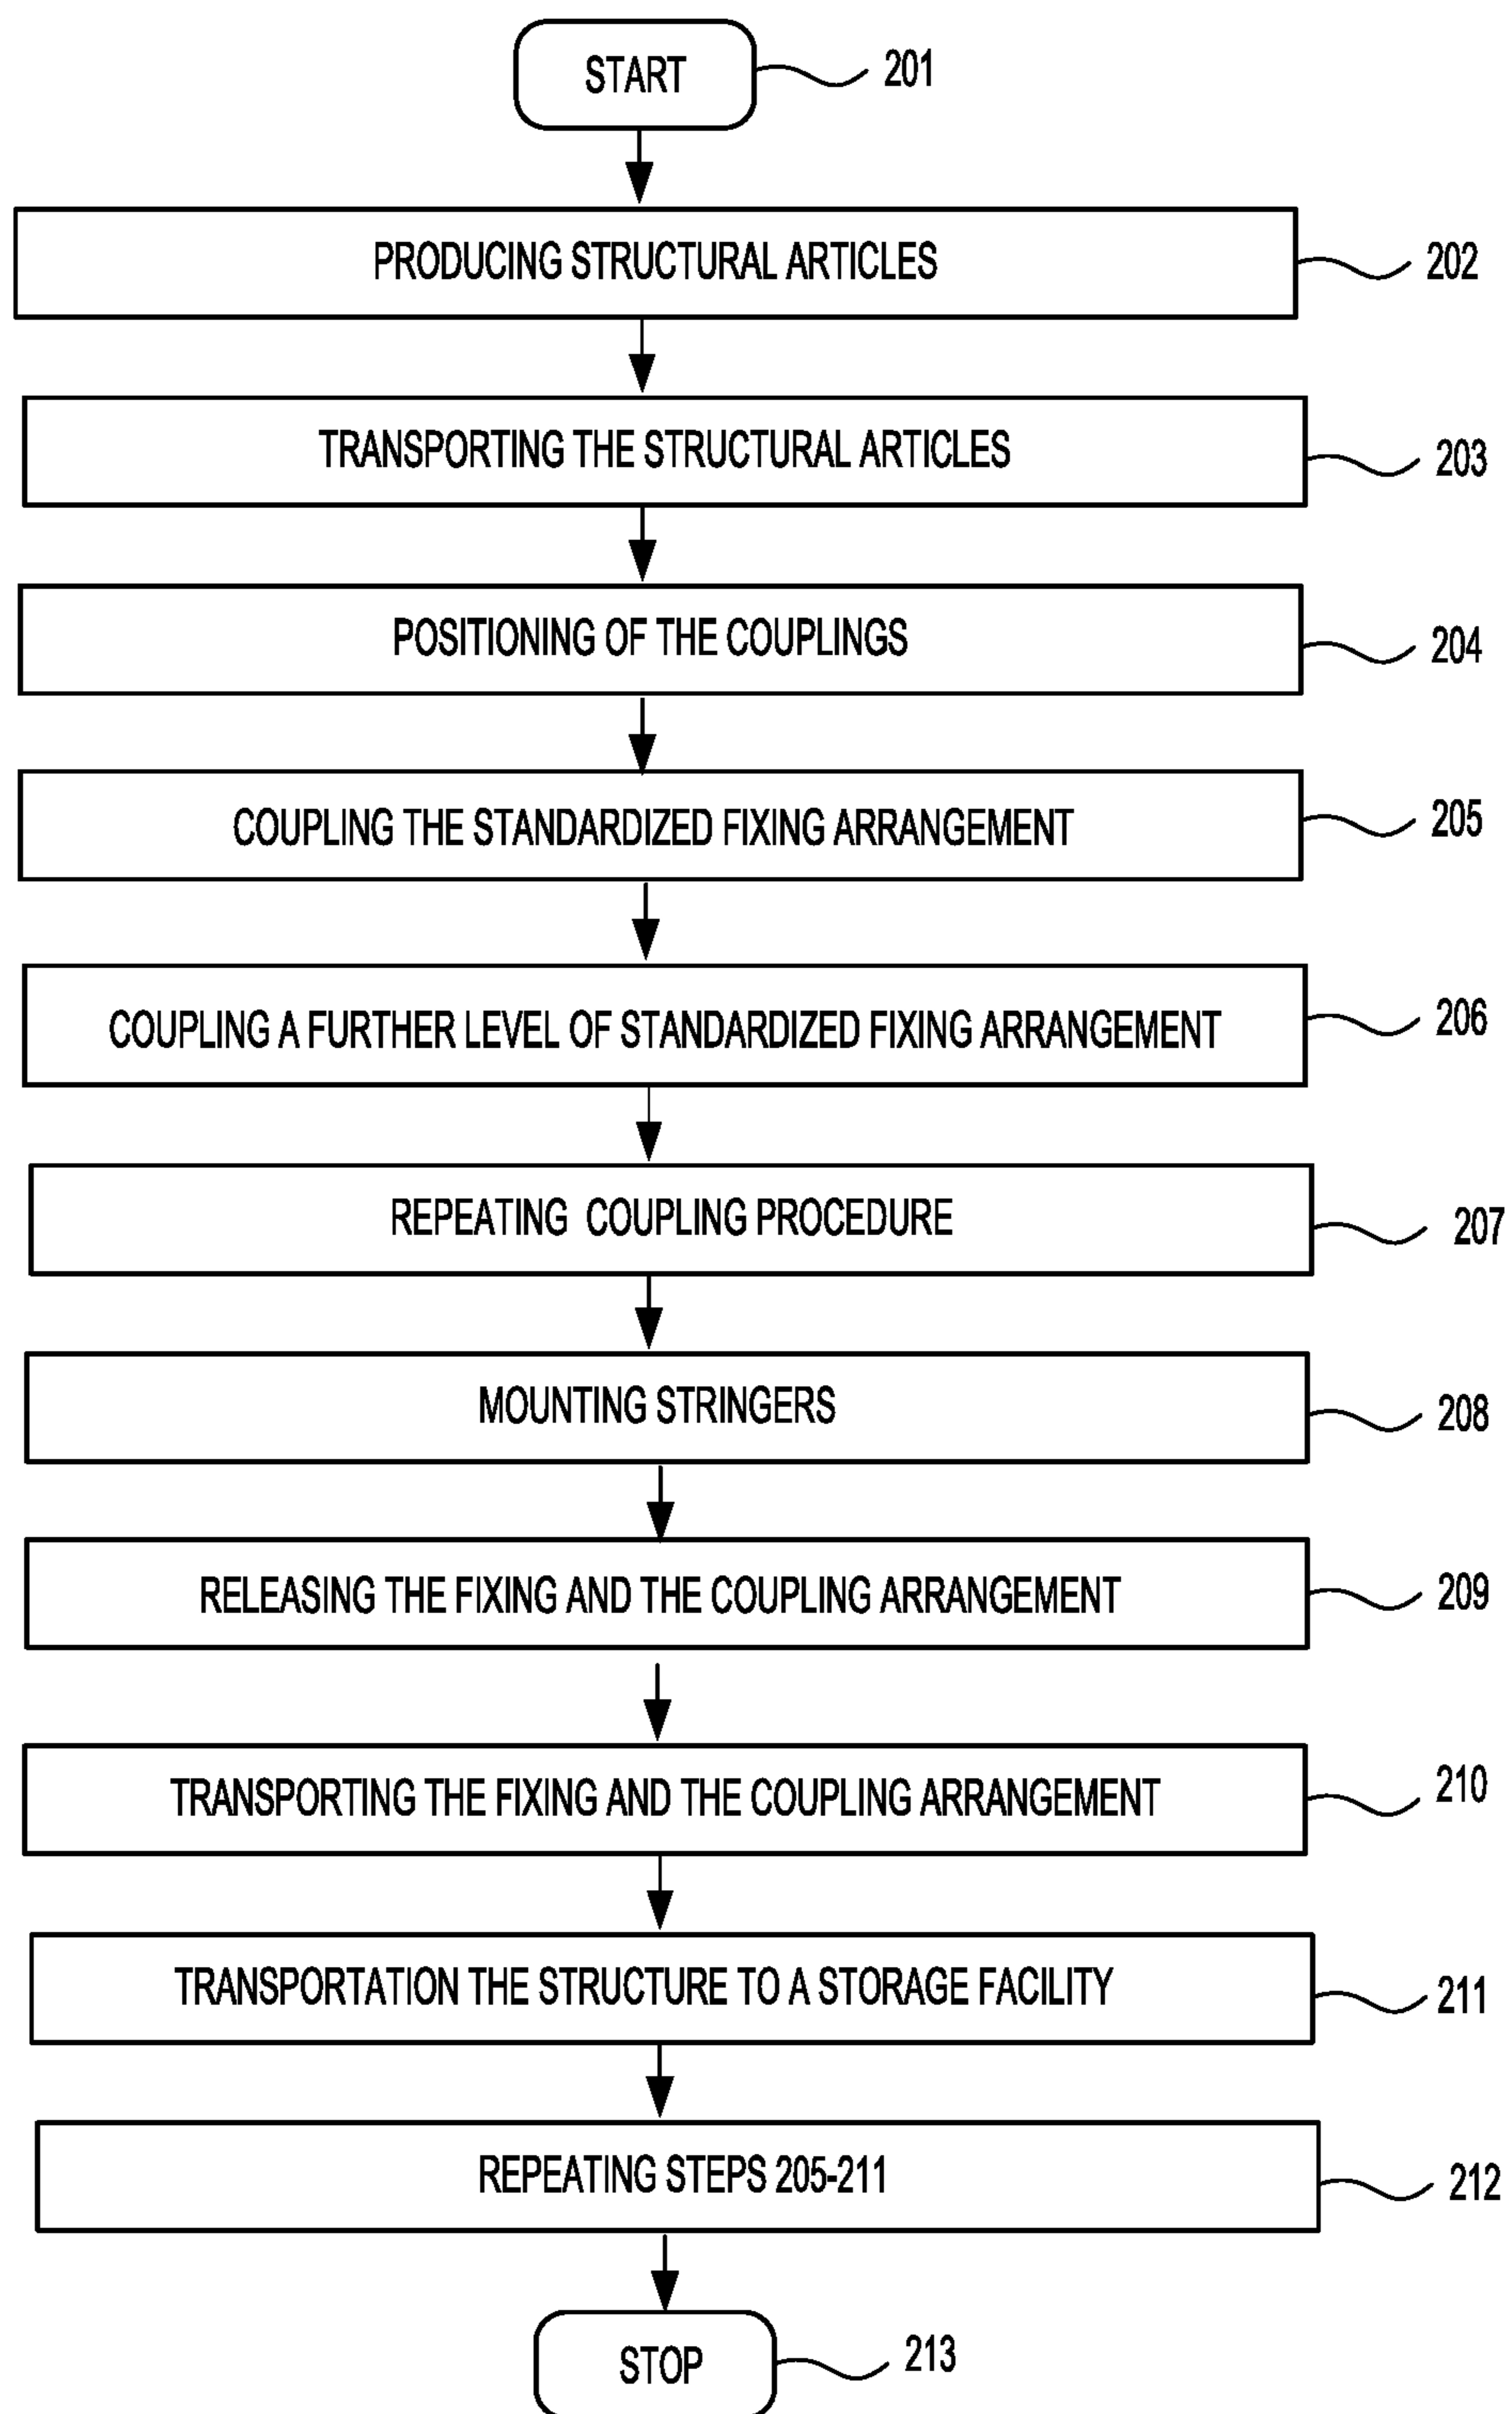 START
201
PRODUCING STRUCTURAL ARTICLES
202
TRANSPORTING THE STRUCTURAL ARTICLES
203
POSITIONING OF THE COUPLINGS
204
COUPLING THE STANDARDIZED FIXING ARRANGEMENT
205
COUPLING A FURTHER LEVEL OF STANDARDIZED FIXING ARRANGEMENT
206
REPEATING COUPLING PROCEDURE
207
MOUNTING STRINGERS
208
RELEASING THE FIXING AND THE COUPLING ARRANGEMENT
209
TRANSPORTING THE FIXING AND THE COUPLING ARRANGEMENT
210
TRANSPORTATION THE STRUCTURE TO A STORAGE FACILITY
211
REPEATING STEPS 205-211
212
STOP
213